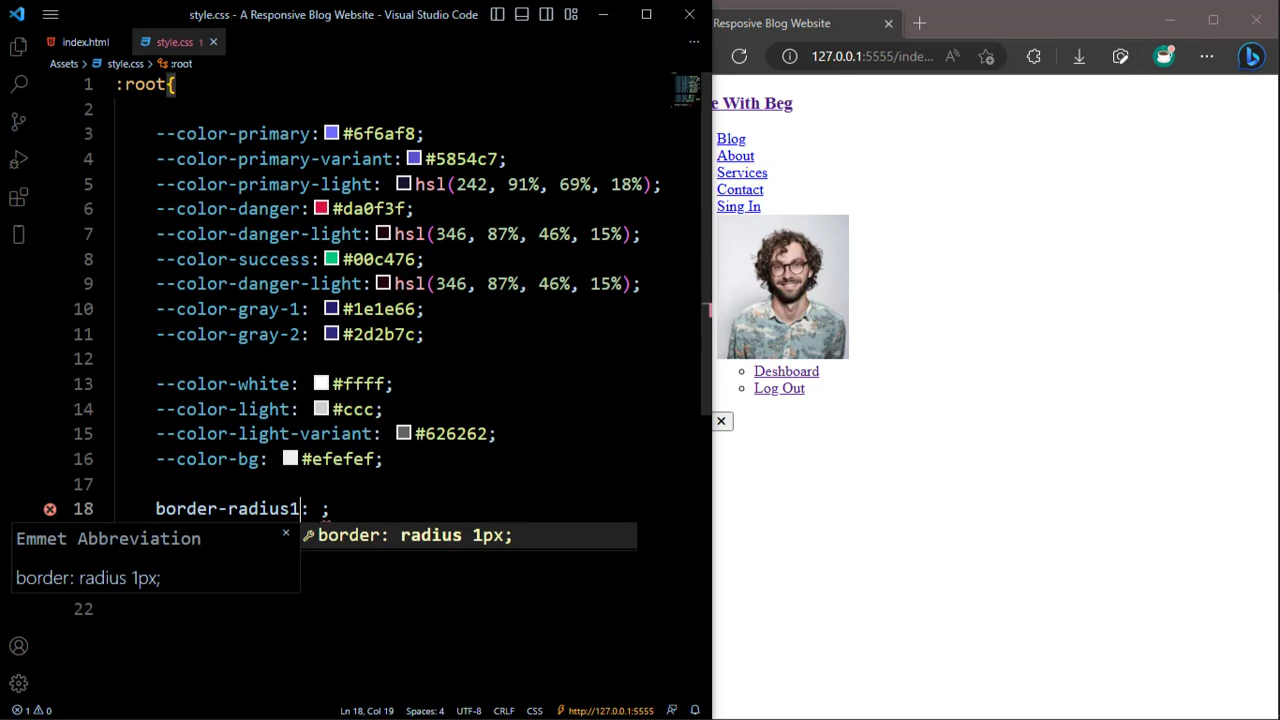 style.css - A Responsive Blog Website - Visual Studio Code
index.html
style.css 1
Assets > style.css > :root
1 :root{
2
3 --color-primary: #6f6af8;
4 --color-primary-variant: #5854c7;
5 --color-primary-light: hsl(242, 91%, 69%, 18%);
6 --color-danger: #da0f3f;
7 --color-danger-light: hsl(346, 87%, 46%, 15%);
8 --color-success: #00c476;
9 --color-danger-light: hsl(346, 87%, 46%, 15%);
10 --color-gray-1: #1e1e66;
11 --color-gray-2: #2d2b7c;
12
13 --color-white: #ffff;
14 --color-light: #ccc;
15 --color-light-variant: #626262;
16 --color-bg: #efefef;
17
18 border-radius1: ;
border: radius 1px;
Emmet Abbreviation
border: radius 1px;
22
1 0
Ln 18, Col 19
Spaces: 4
UTF-8
CRLF
CSS
http://127.0.0.1:5555
Resposive Blog Website
127.0.0.1:5555/inde...
e With Beg
Blog
About
Services
Contact
Sing In
Deshboard
Log Out